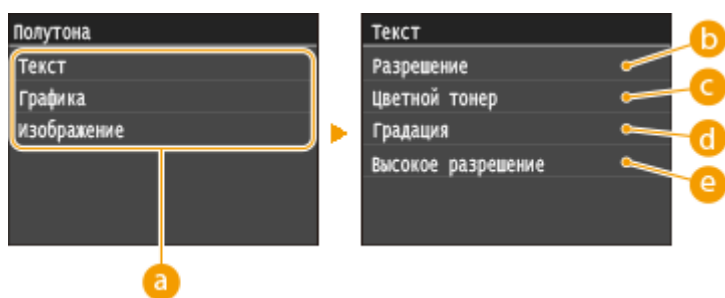 Полутона
Текст
Графика
Изображение
a
Текст
Разрешение
Цветной тонер
Градация
Высокое разрешение
b
c
d
e